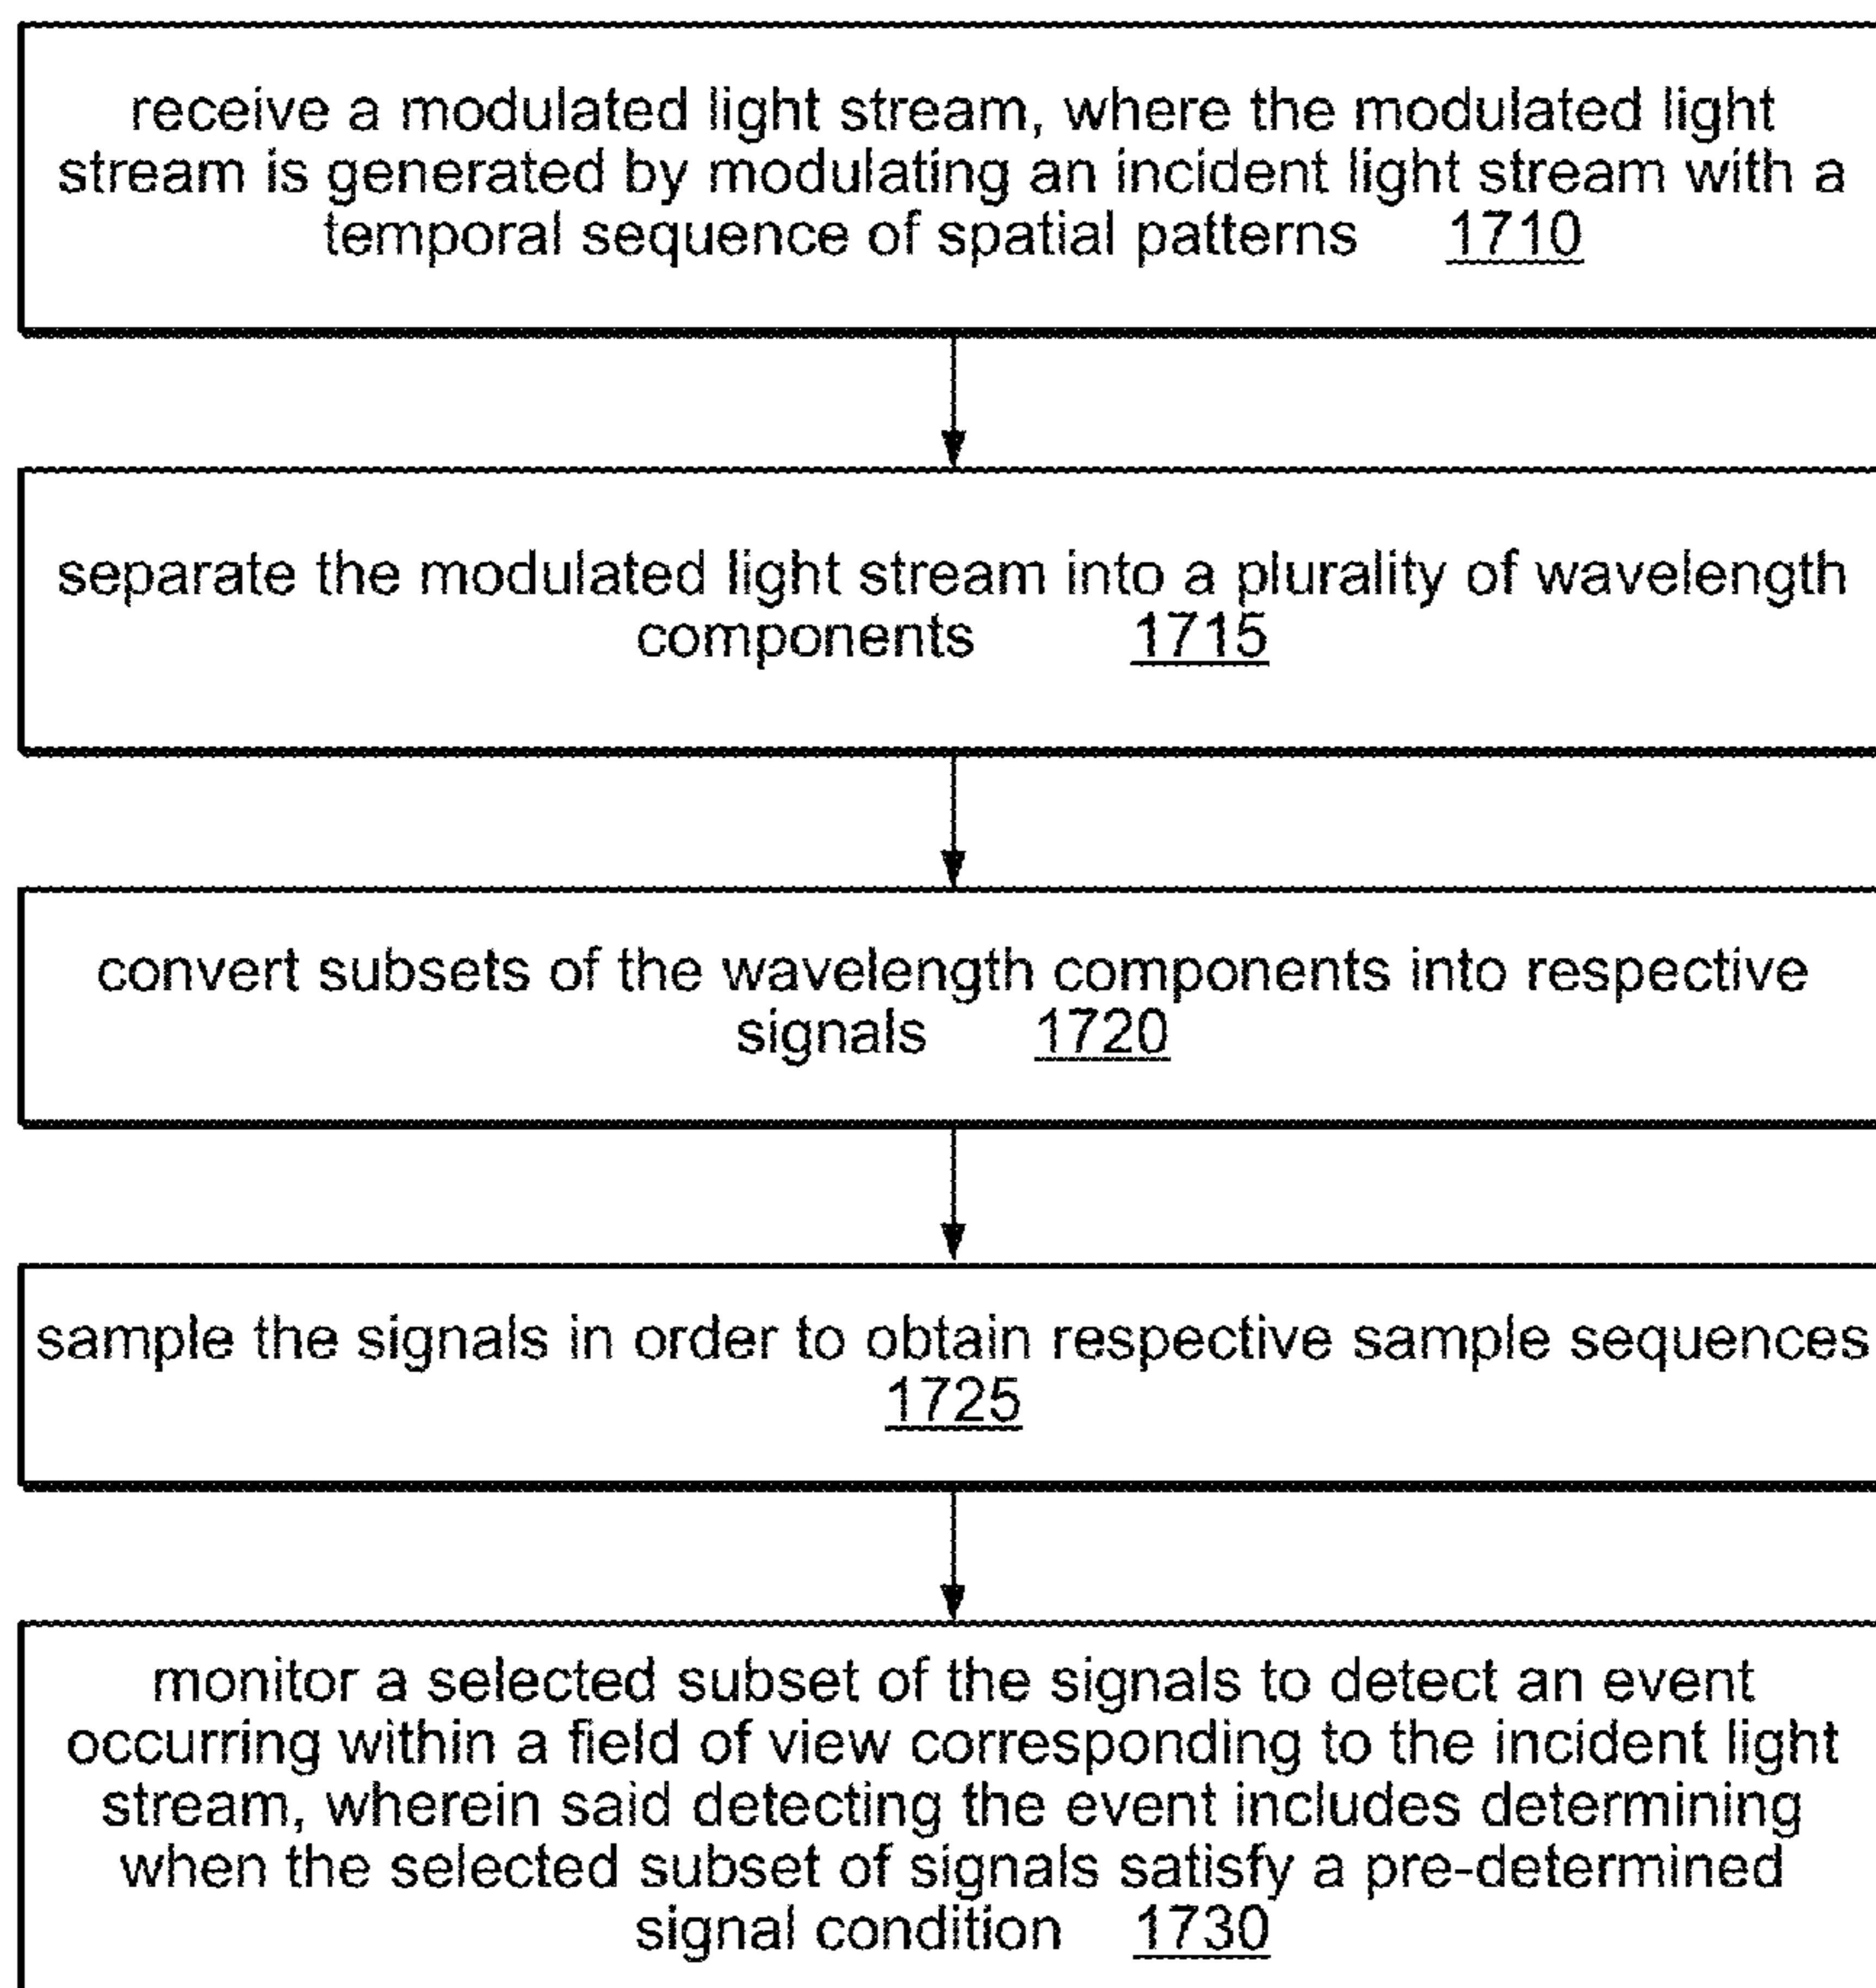 receive a modulated light stream, where the modulated light
stream is generated by modulating an incident light stream with a
temporal sequence of spatial patterns 1710
separate the modulated light stream into a plurality of wavelength
components 1715
convert subsets of the wavelength components into respective
signals 1720
sample the signals in order to obtain respective sample sequences
1725
monitor a selected subset of the signals to detect an event
occurring within a field of view corresponding to the incident light
stream, wherein said detecting the event includes determining
when the selected subset of signals satisfy a pre-determined
signal condition 1730